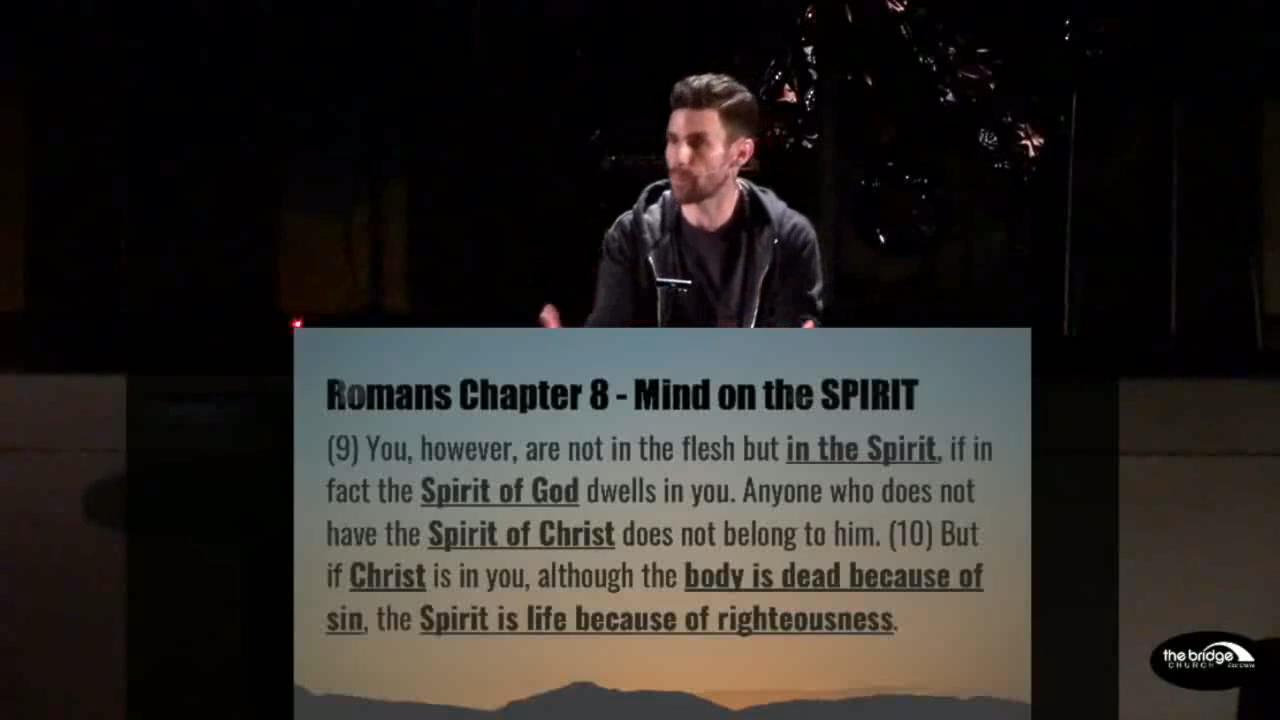 Romans Chapter 8 - Mind on the SPIRIT
(9) You, however, are not in the flesh but in the Spirit, if in
fact the Spirit of God dwells in you. Anyone who does not
have the Spirit of Christ does not belong to him. (10) But
if Christ is in you, although the body is dead because of
sin, the Spirit is life because of righteousness.
the bridge
CHURCH